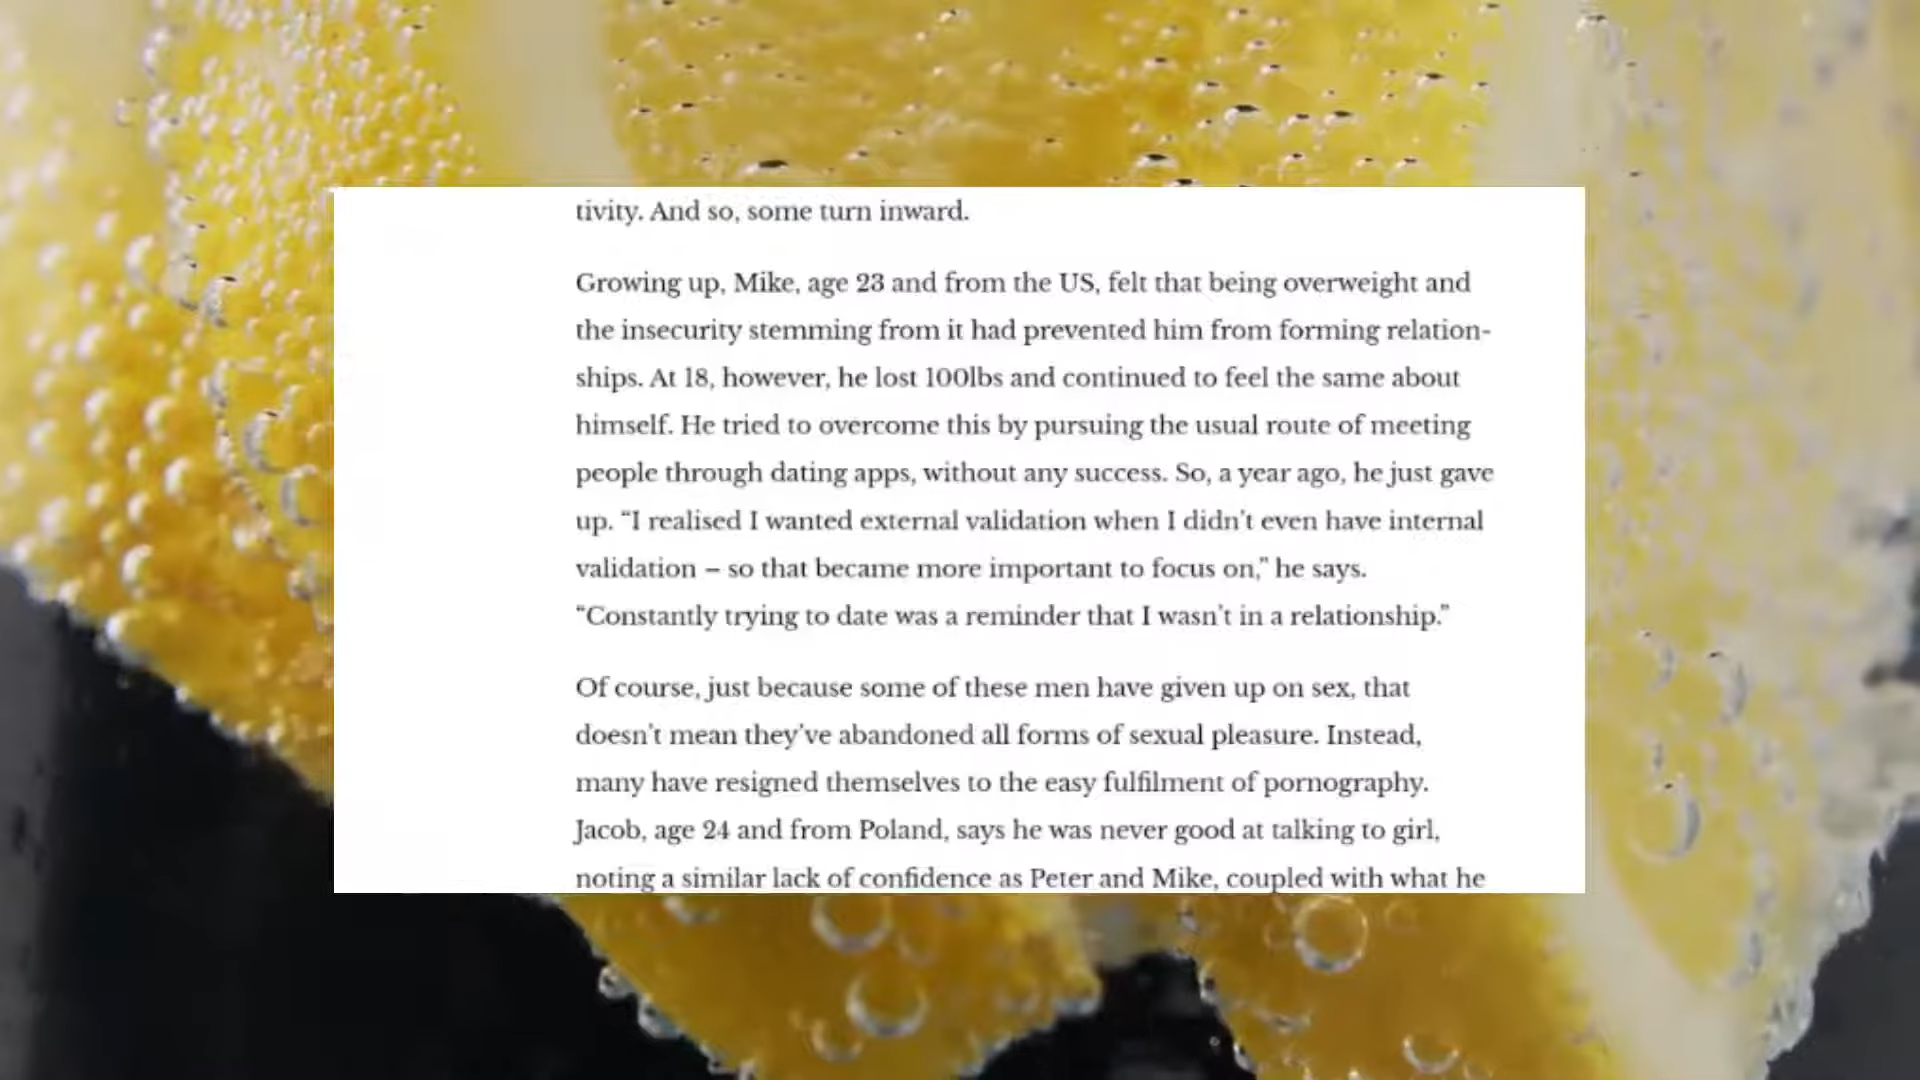 tivity. And so, some turn inward.
Growing up, Mike, age 23 and from the US, felt that being overweight and
the insecurity stemming from it had prevented him from forming relation-
ships. At 18, however, he lost 100lbs and continued to feel the same about
himself. He tried to overcome this by pursuing the usual route of meeting
people through dating apps, without any success. So, a year ago, he just gave
up. “I realised I wanted external validation when I didn’t even have internal
validation – so that became more important to focus on,” he says.
“Constantly trying to date was a reminder that I wasn’t in a relationship.”
Of course, just because some of these men have given up on sex, that
doesn’t mean they’ve abandoned all forms of sexual pleasure. Instead,
many have resigned themselves to the easy fulfilment of pornography.
Jacob, age 24 and from Poland, says he was never good at talking to girl,
noting a similar lack of confidence as Peter and Mike, coupled with what he